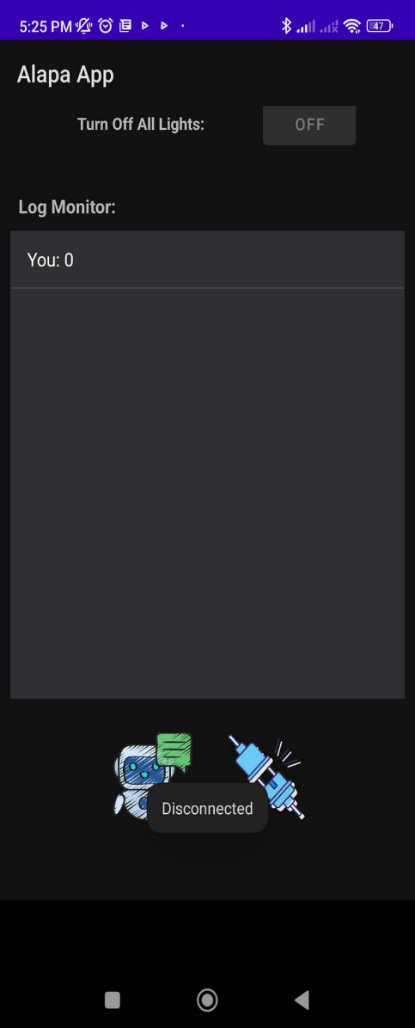 5:25 PM
47
Alapa App
Turn Off All Lights:
OFF
Log Monitor:
You: 0
Disconnected